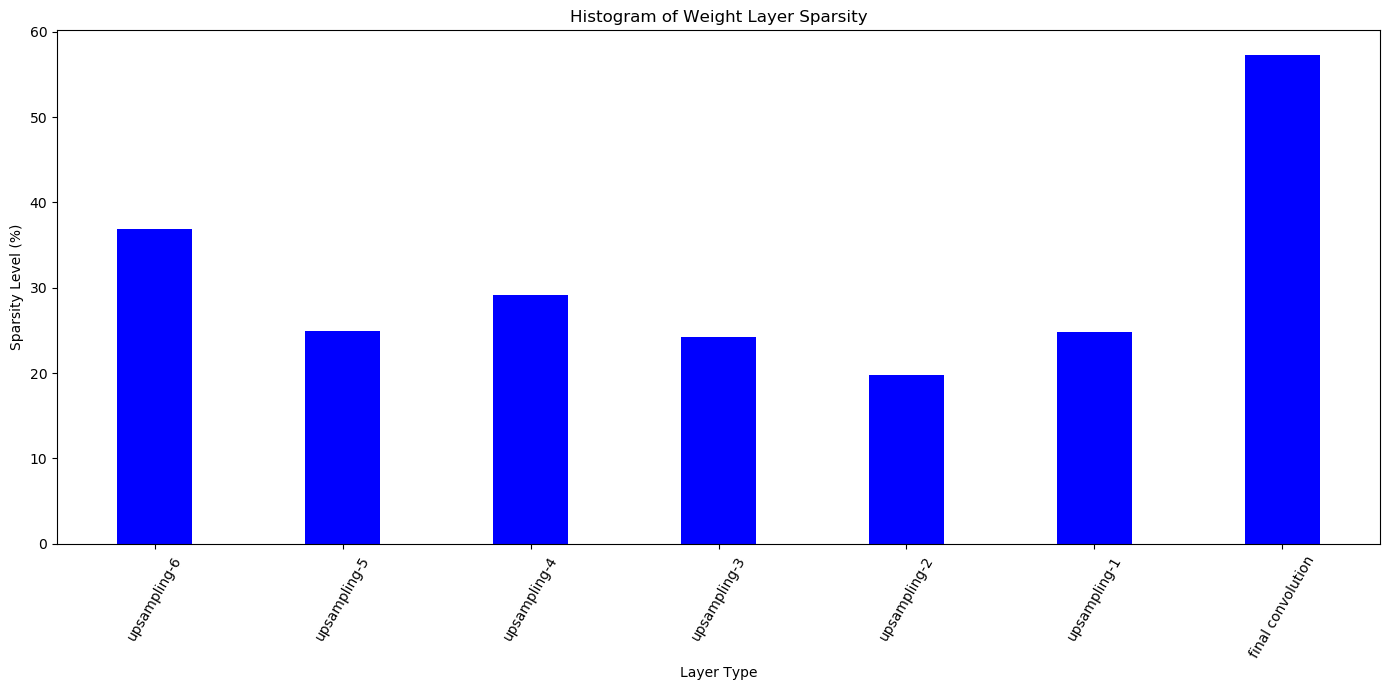 Histogram of Weight Layer Sparsity
60
50
40
30
20
10
0
Sparsity Level (%)
upsampling-6
upsampling-5
upsampling-4
upsampling-3
upsampling-2
upsampling-1
final convolution
Layer Type